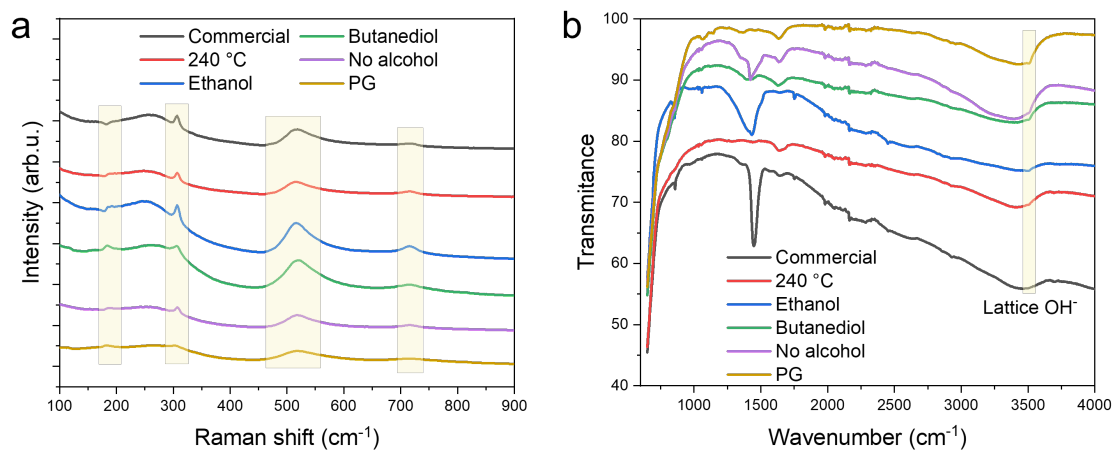 a
Commercial
240 °C
Ethanol
Butanediol
No alcohol
PG
Intensity (arb.u.)
100 200 300 400 500 600 700 800 900
Raman shift (cm⁻¹)
b
100
90
80
70
60
50
40
Transmitance
Commercial
240 °C
Ethanol
Butanediol
No alcohol
PG
Lattice OH⁻
1000 1500 2000 2500 3000 3500 4000
Wavenumber (cm⁻¹)